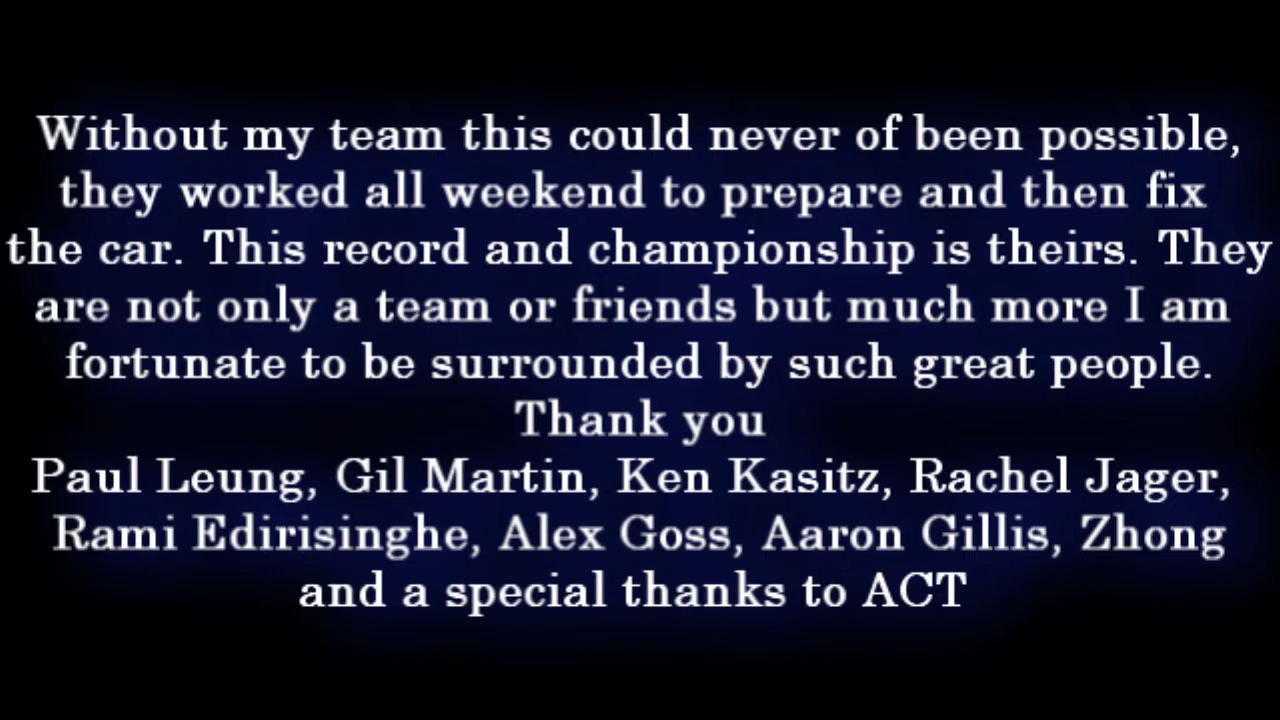 Without my team this could never of been possible,
they worked all weekend to prepare and then fix
the car. This record and championship is theirs. They
are not only a team or friends but much more I am
fortunate to be surrounded by such great people.
Thank you
Paul Leung, Gil Martin, Ken Kasitz, Rachel Jager,
Rami Edirisinghe, Alex Goss, Aaron Gillis, Zhong
and a special thanks to ACT